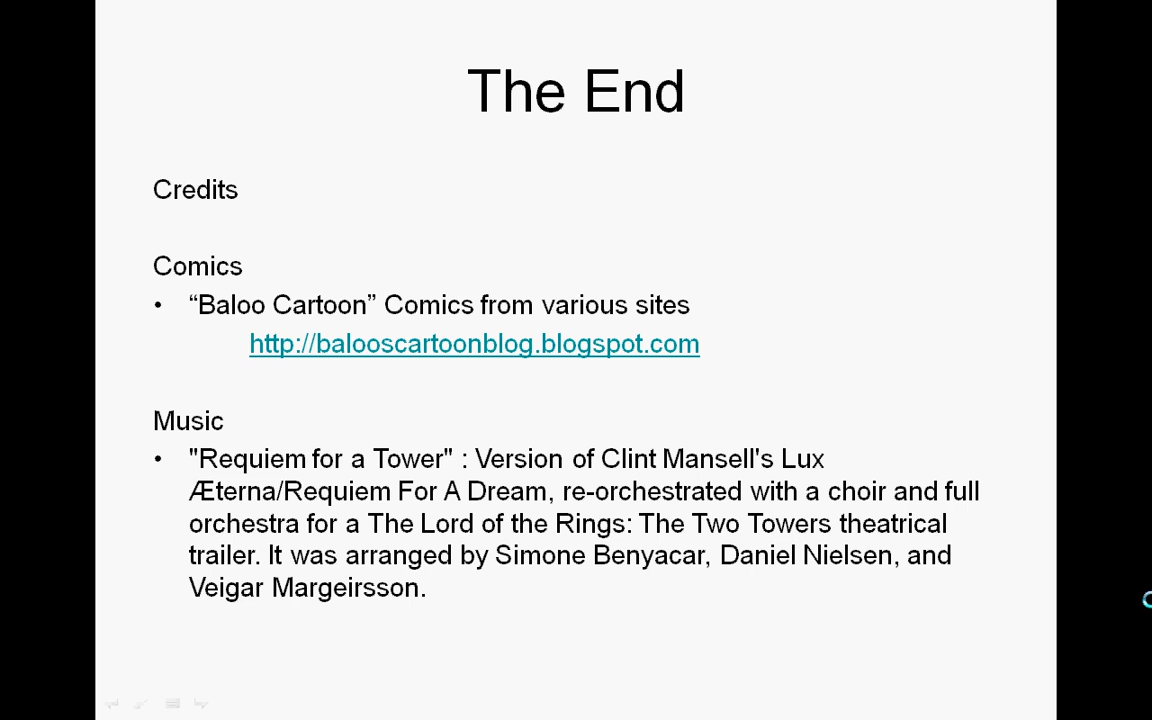 The End
Credits
Comics
• “Baloo Cartoon” Comics from various sites
http://balooscartoonblog.blogspot.com
Music
• "Requiem for a Tower" : Version of Clint Mansell's Lux
Æterna/Requiem For A Dream, re-orchestrated with a choir and full
orchestra for a The Lord of the Rings: The Two Towers theatrical
trailer. It was arranged by Simone Benyacar, Daniel Nielsen, and
Veigar Margeirsson.